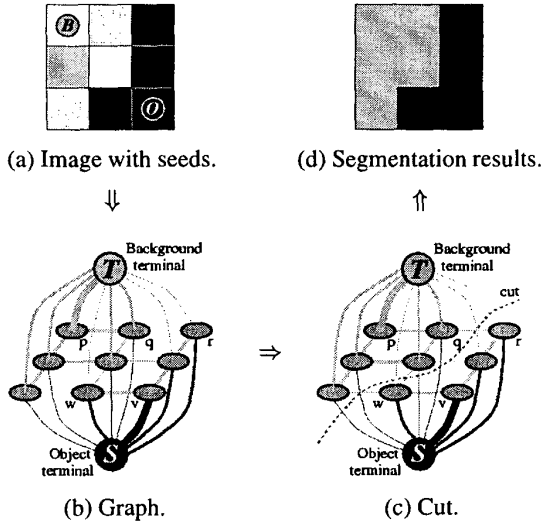 B
O
(a) Image with seeds.
(d) Segmentation results.
⇓
⇑
Background
terminal
T
p
q
r
w
v
Object
terminal
S
(b) Graph.
⇒
Background
terminal
T
cut
p
q
r
w
v
Object
terminal
S
(c) Cut.